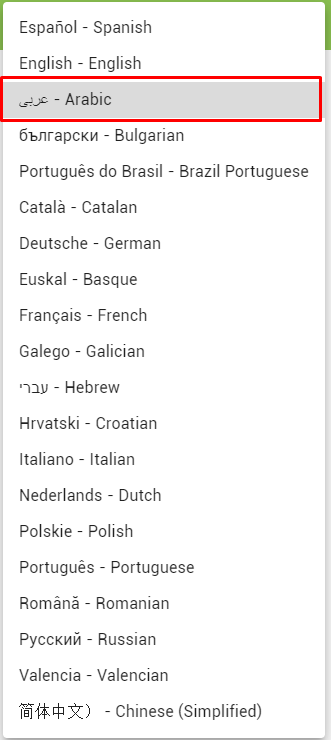 Español - Spanish
English - English
عربى - Arabic
български - Bulgarian
Português do Brasil - Brazil Portuguese
Català - Catalan
Deutsche - German
Euskal - Basque
Français - French
Galego - Galician
עברי - Hebrew
Hrvatski - Croatian
Italiano - Italian
Nederlands - Dutch
Polskie - Polish
Português - Portuguese
Română - Romanian
Русский - Russian
Valencia - Valencian
简体中文） - Chinese (Simplified)